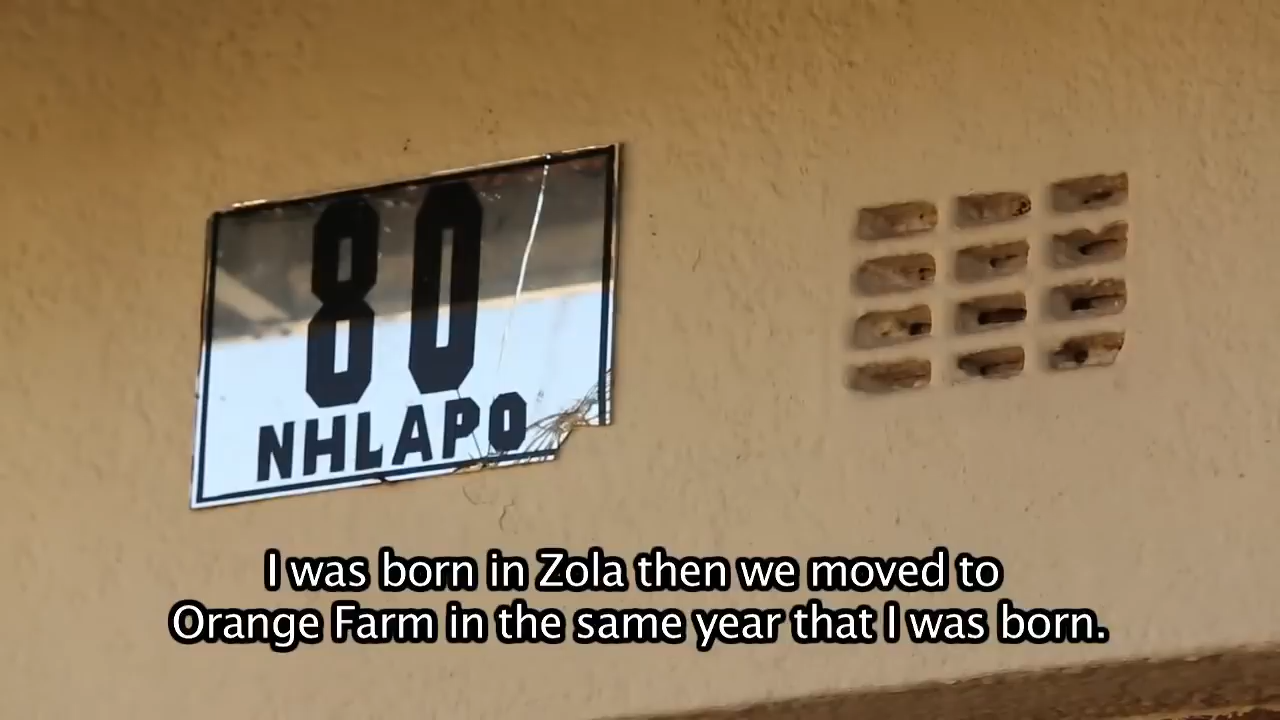 80
NHLAPO
I was born in Zola then we moved to
Orange Farm in the same year that I was born.